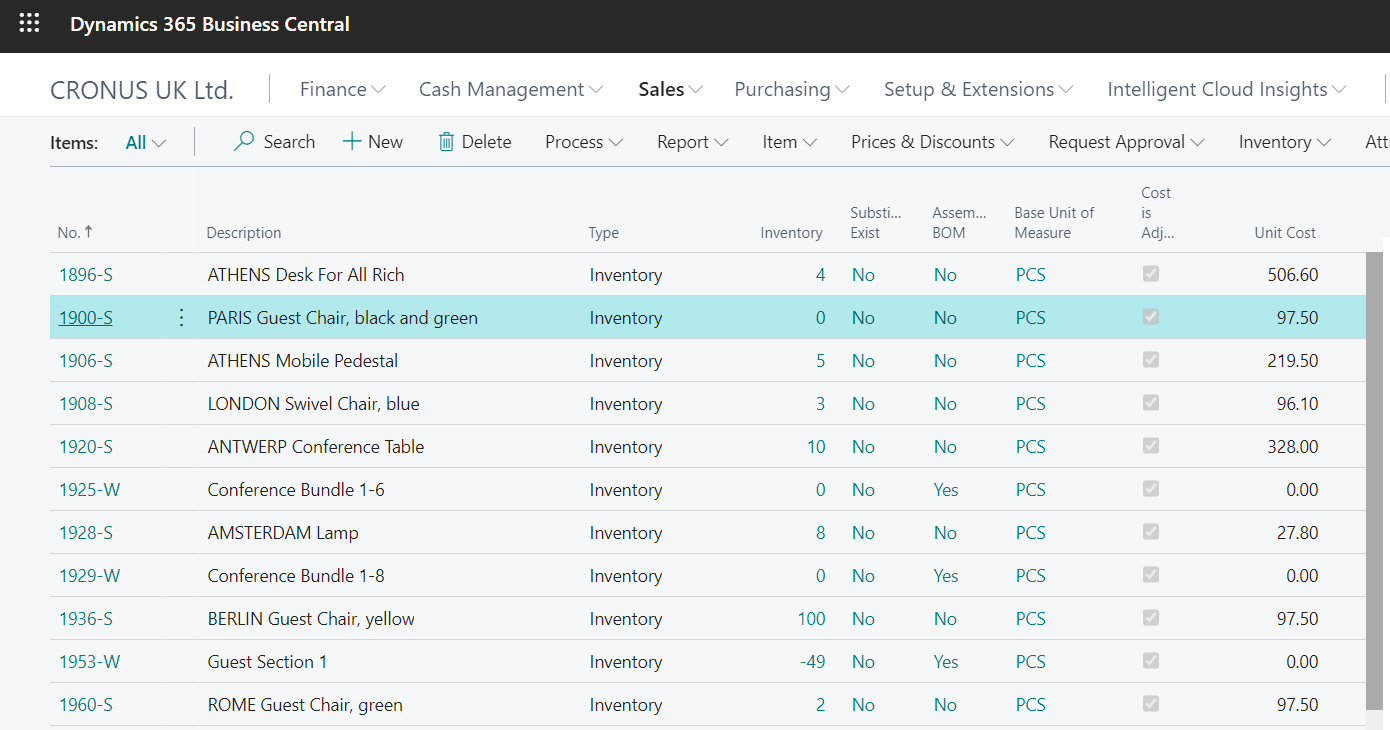 Dynamics 365 Business Central
CRONUS UK Ltd. Finance Cash Management Sales Purchasing Setup & Extensions Intelligent Cloud Insights
Items: All Search New Delete Process Report Item Prices & Discounts Request Approval Inventory Att
No. ↑ Description Type Inventory Substi... Exist Assem... BOM Base Unit of Measure Cost is Adj... Unit Cost
1896-S ATHENS Desk For All Rich Inventory 4 No No PCS 506.60
1900-S PARIS Guest Chair, black and green Inventory 0 No No PCS 97.50
1906-S ATHENS Mobile Pedestal Inventory 5 No No PCS 219.50
1908-S LONDON Swivel Chair, blue Inventory 3 No No PCS 96.10
1920-S ANTWERP Conference Table Inventory 10 No No PCS 328.00
1925-W Conference Bundle 1-6 Inventory 0 No Yes PCS 0.00
1928-S AMSTERDAM Lamp Inventory 8 No No PCS 27.80
1929-W Conference Bundle 1-8 Inventory 0 No Yes PCS 0.00
1936-S BERLIN Guest Chair, yellow Inventory 100 No No PCS 97.50
1953-W Guest Section 1 Inventory -49 No Yes PCS 0.00
1960-S ROME Guest Chair, green Inventory 2 No No PCS 97.50